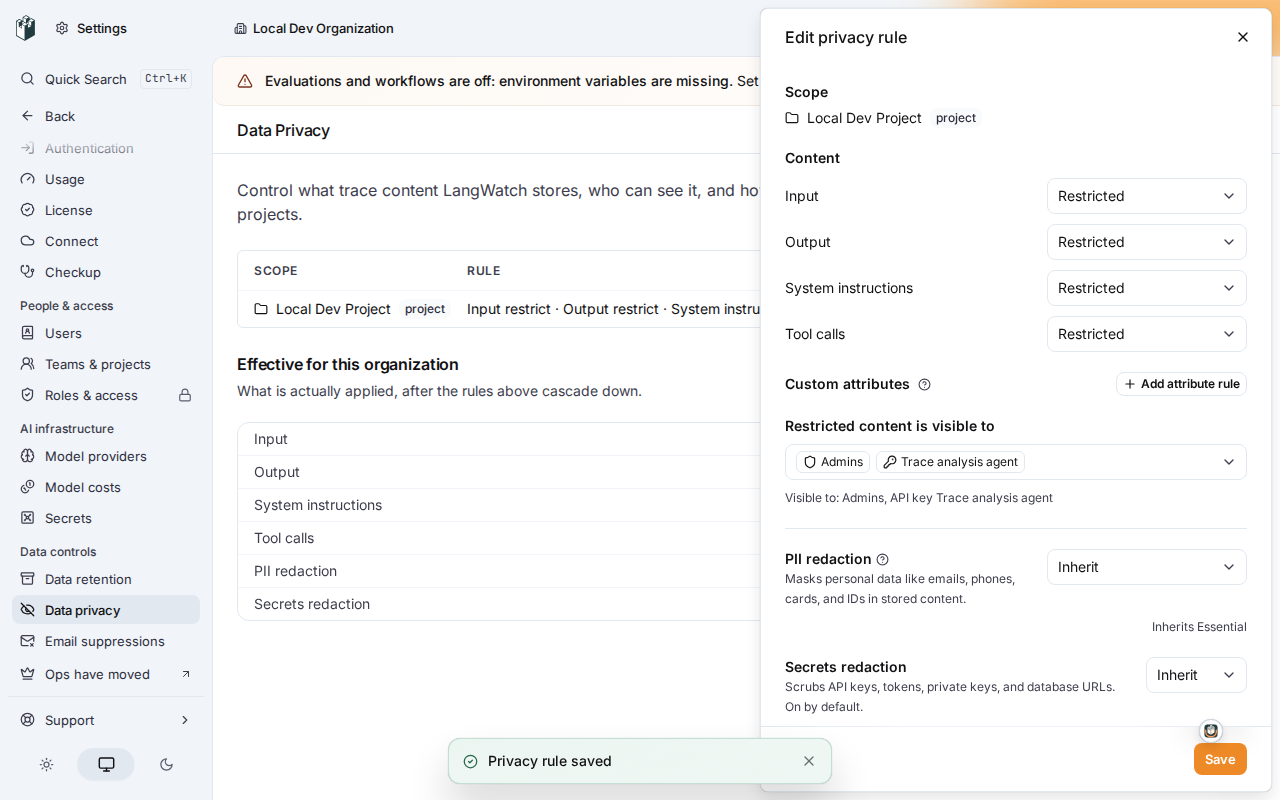 Settings
Local Dev Organization
Quick Search Ctrl+K
Back
Authentication
Usage
License
Connect
Checkup
People & access
Users
Teams & projects
Roles & access
AI infrastructure
Model providers
Model costs
Secrets
Data controls
Data retention
Data privacy
Email suppressions
Ops have moved
Support
Evaluations and workflows are off: environment variables are missing. Set
Data Privacy
Control what trace content LangWatch stores, who can see it, and ho
projects.
SCOPE RULE
Local Dev Project project Input restrict · Output restrict · System instru
Effective for this organization
What is actually applied, after the rules above cascade down.
Input
Output
System instructions
Tool calls
PII redaction
Secrets redaction
Privacy rule saved
Edit privacy rule
Scope
Local Dev Project project
Content
Input Restricted
Output Restricted
System instructions Restricted
Tool calls Restricted
Custom attributes Add attribute rule
Restricted content is visible to
Admins Trace analysis agent
Visible to: Admins, API key Trace analysis agent
PII redaction Inherit
Masks personal data like emails, phones,
cards, and IDs in stored content.
Inherits Essential
Secrets redaction Inherit
Scrubs API keys, tokens, private keys, and database URLs.
On by default.
Save